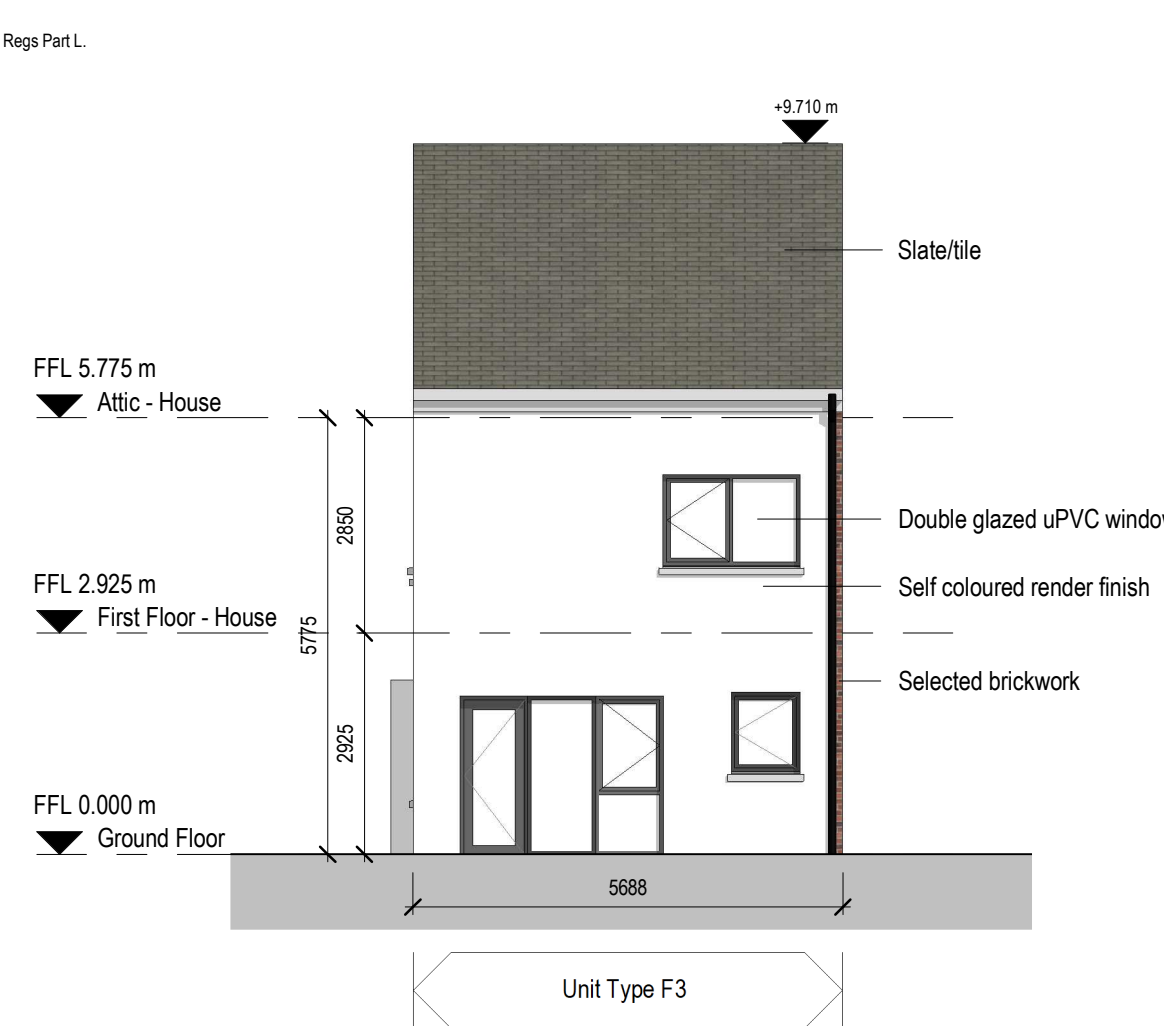 Regs Part L.
+9.710 m
Slate/tile
FFL 5.775 m
Attic - House
2850
Double glazed uPVC
FFL 2.925 m
First Floor - House
Self coloured render finish
5775
Selected brickwork
2925
FFL 0.000 m
Ground Floor
5688
Unit Type F3